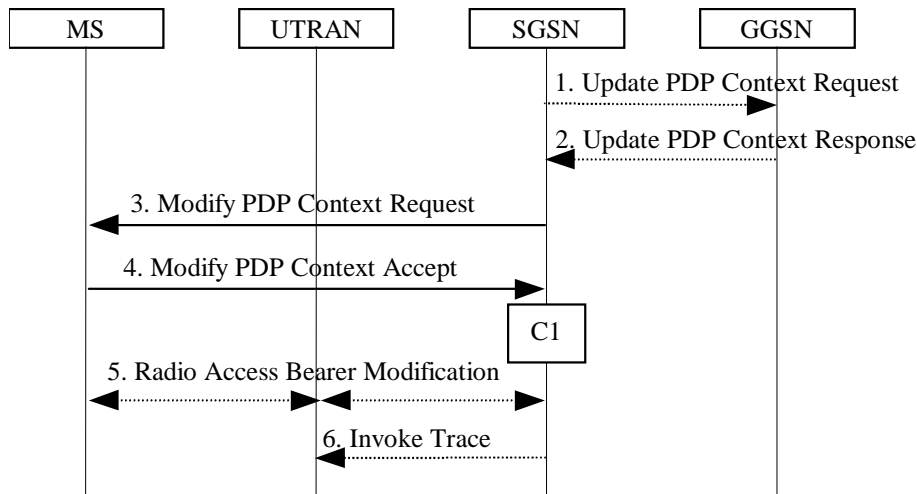 MS
UTRAN
SGSN
GGSN
1. Update PDP Context Request
2. Update PDP Context Response
3. Modify PDP Context Request
4. Modify PDP Context Accept
C1
5. Radio Access Bearer Modification
6. Invoke Trace